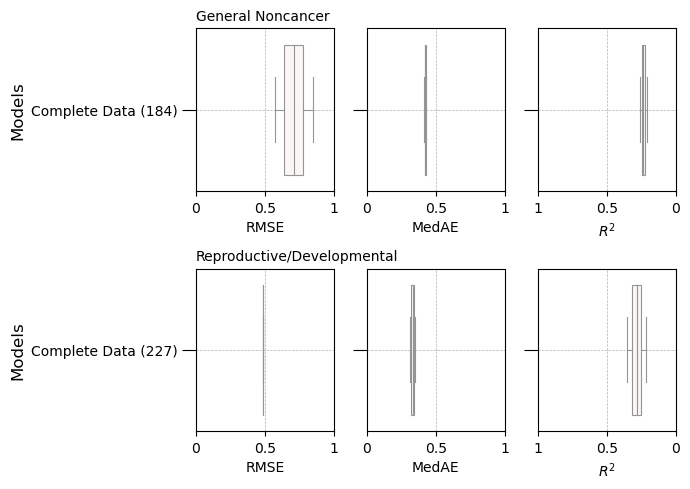 General Noncancer
Models
Complete Data (184)
0 0.5 1
0 0.5 1
1 0.5 0
RMSE
MedAE
R²
Reproductive/Developmental
Models
Complete Data (227)
0 0.5 1
0 0.5 1
1 0.5 0
RMSE
MedAE
R²